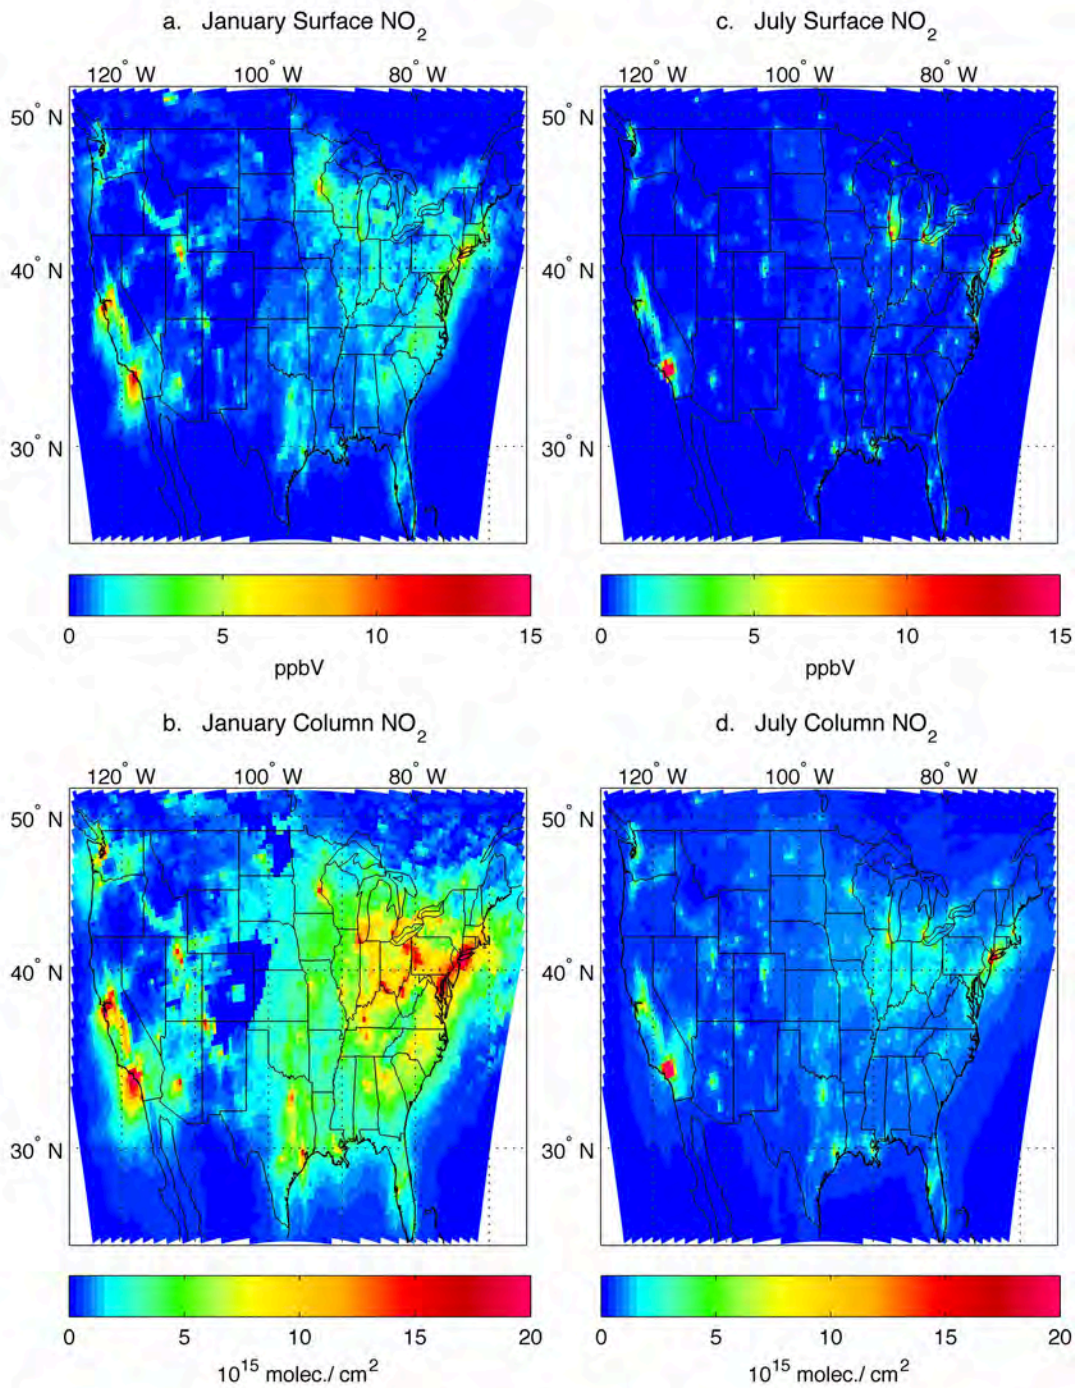 a. January Surface NO2
c. July Surface NO2
120° W 100° W 80° W
120° W 100° W 80° W
50° N
50° N
40° N
40° N
30° N
30° N
0 5 10 15
0 5 10 15
ppbV
ppbV
b. January Column NO2
d. July Column NO2
120° W 100° W 80° W
120° W 100° W 80° W
50° N
50° N
40° N
40° N
30° N
30° N
0 5 10 15 20
0 5 10 15 20
10^15 molec./ cm^2
10^15 molec./ cm^2